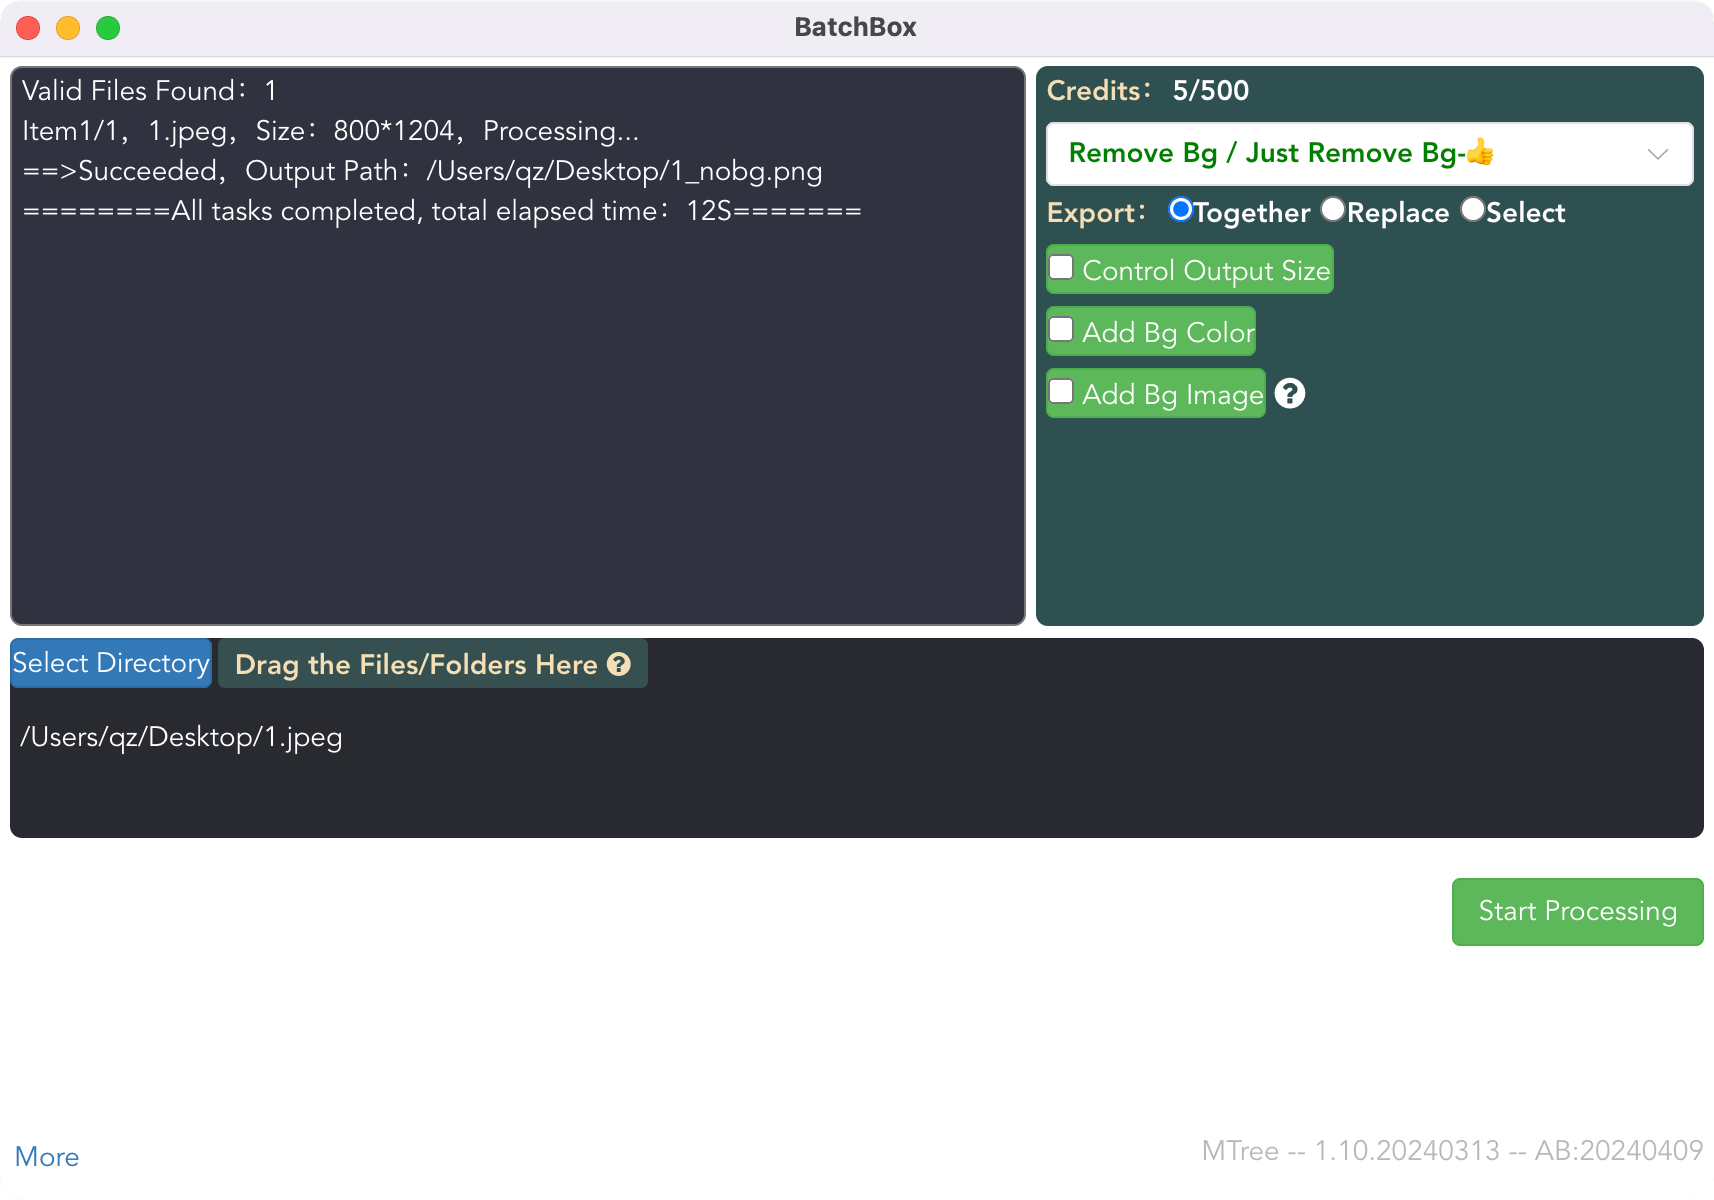 BatchBox
Valid Files Found：1
Item1/1，1.jpeg，Size：800*1204，Processing...
==>Succeeded，Output Path：/Users/qz/Desktop/1_nobg.png
========All tasks completed, total elapsed time：12S=======
Credits： 5/500
Remove Bg / Just Remove Bg-👍
Export： Together Replace Select
Control Output Size
Add Bg Color
Add Bg Image ?
Select Directory Drag the Files/Folders Here ?
/Users/qz/Desktop/1.jpeg
Start Processing
More
MTree -- 1.10.20240313 -- AB:20240409